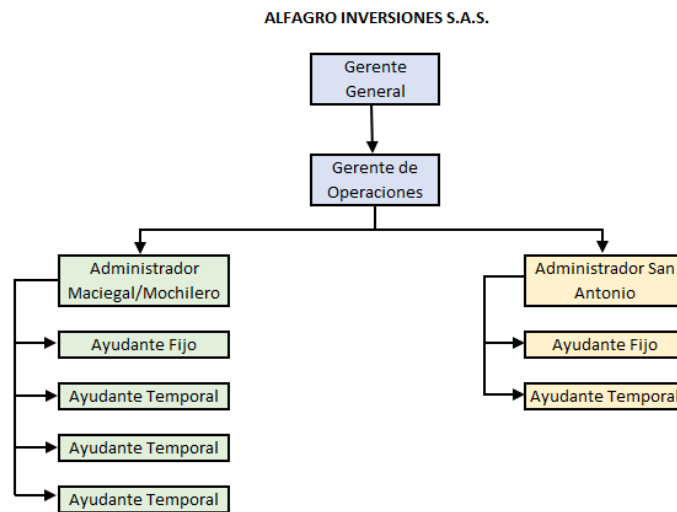 ALFAGRO INVERSIONES S.A.S.
Gerente
General
Gerente de
Operaciones
Administrador
Maciegal/Mochilero
Ayudante Fijo
Ayudante Temporal
Ayudante Temporal
Ayudante Temporal
Administrador San
Antonio
Ayudante Fijo
Ayudante Temporal